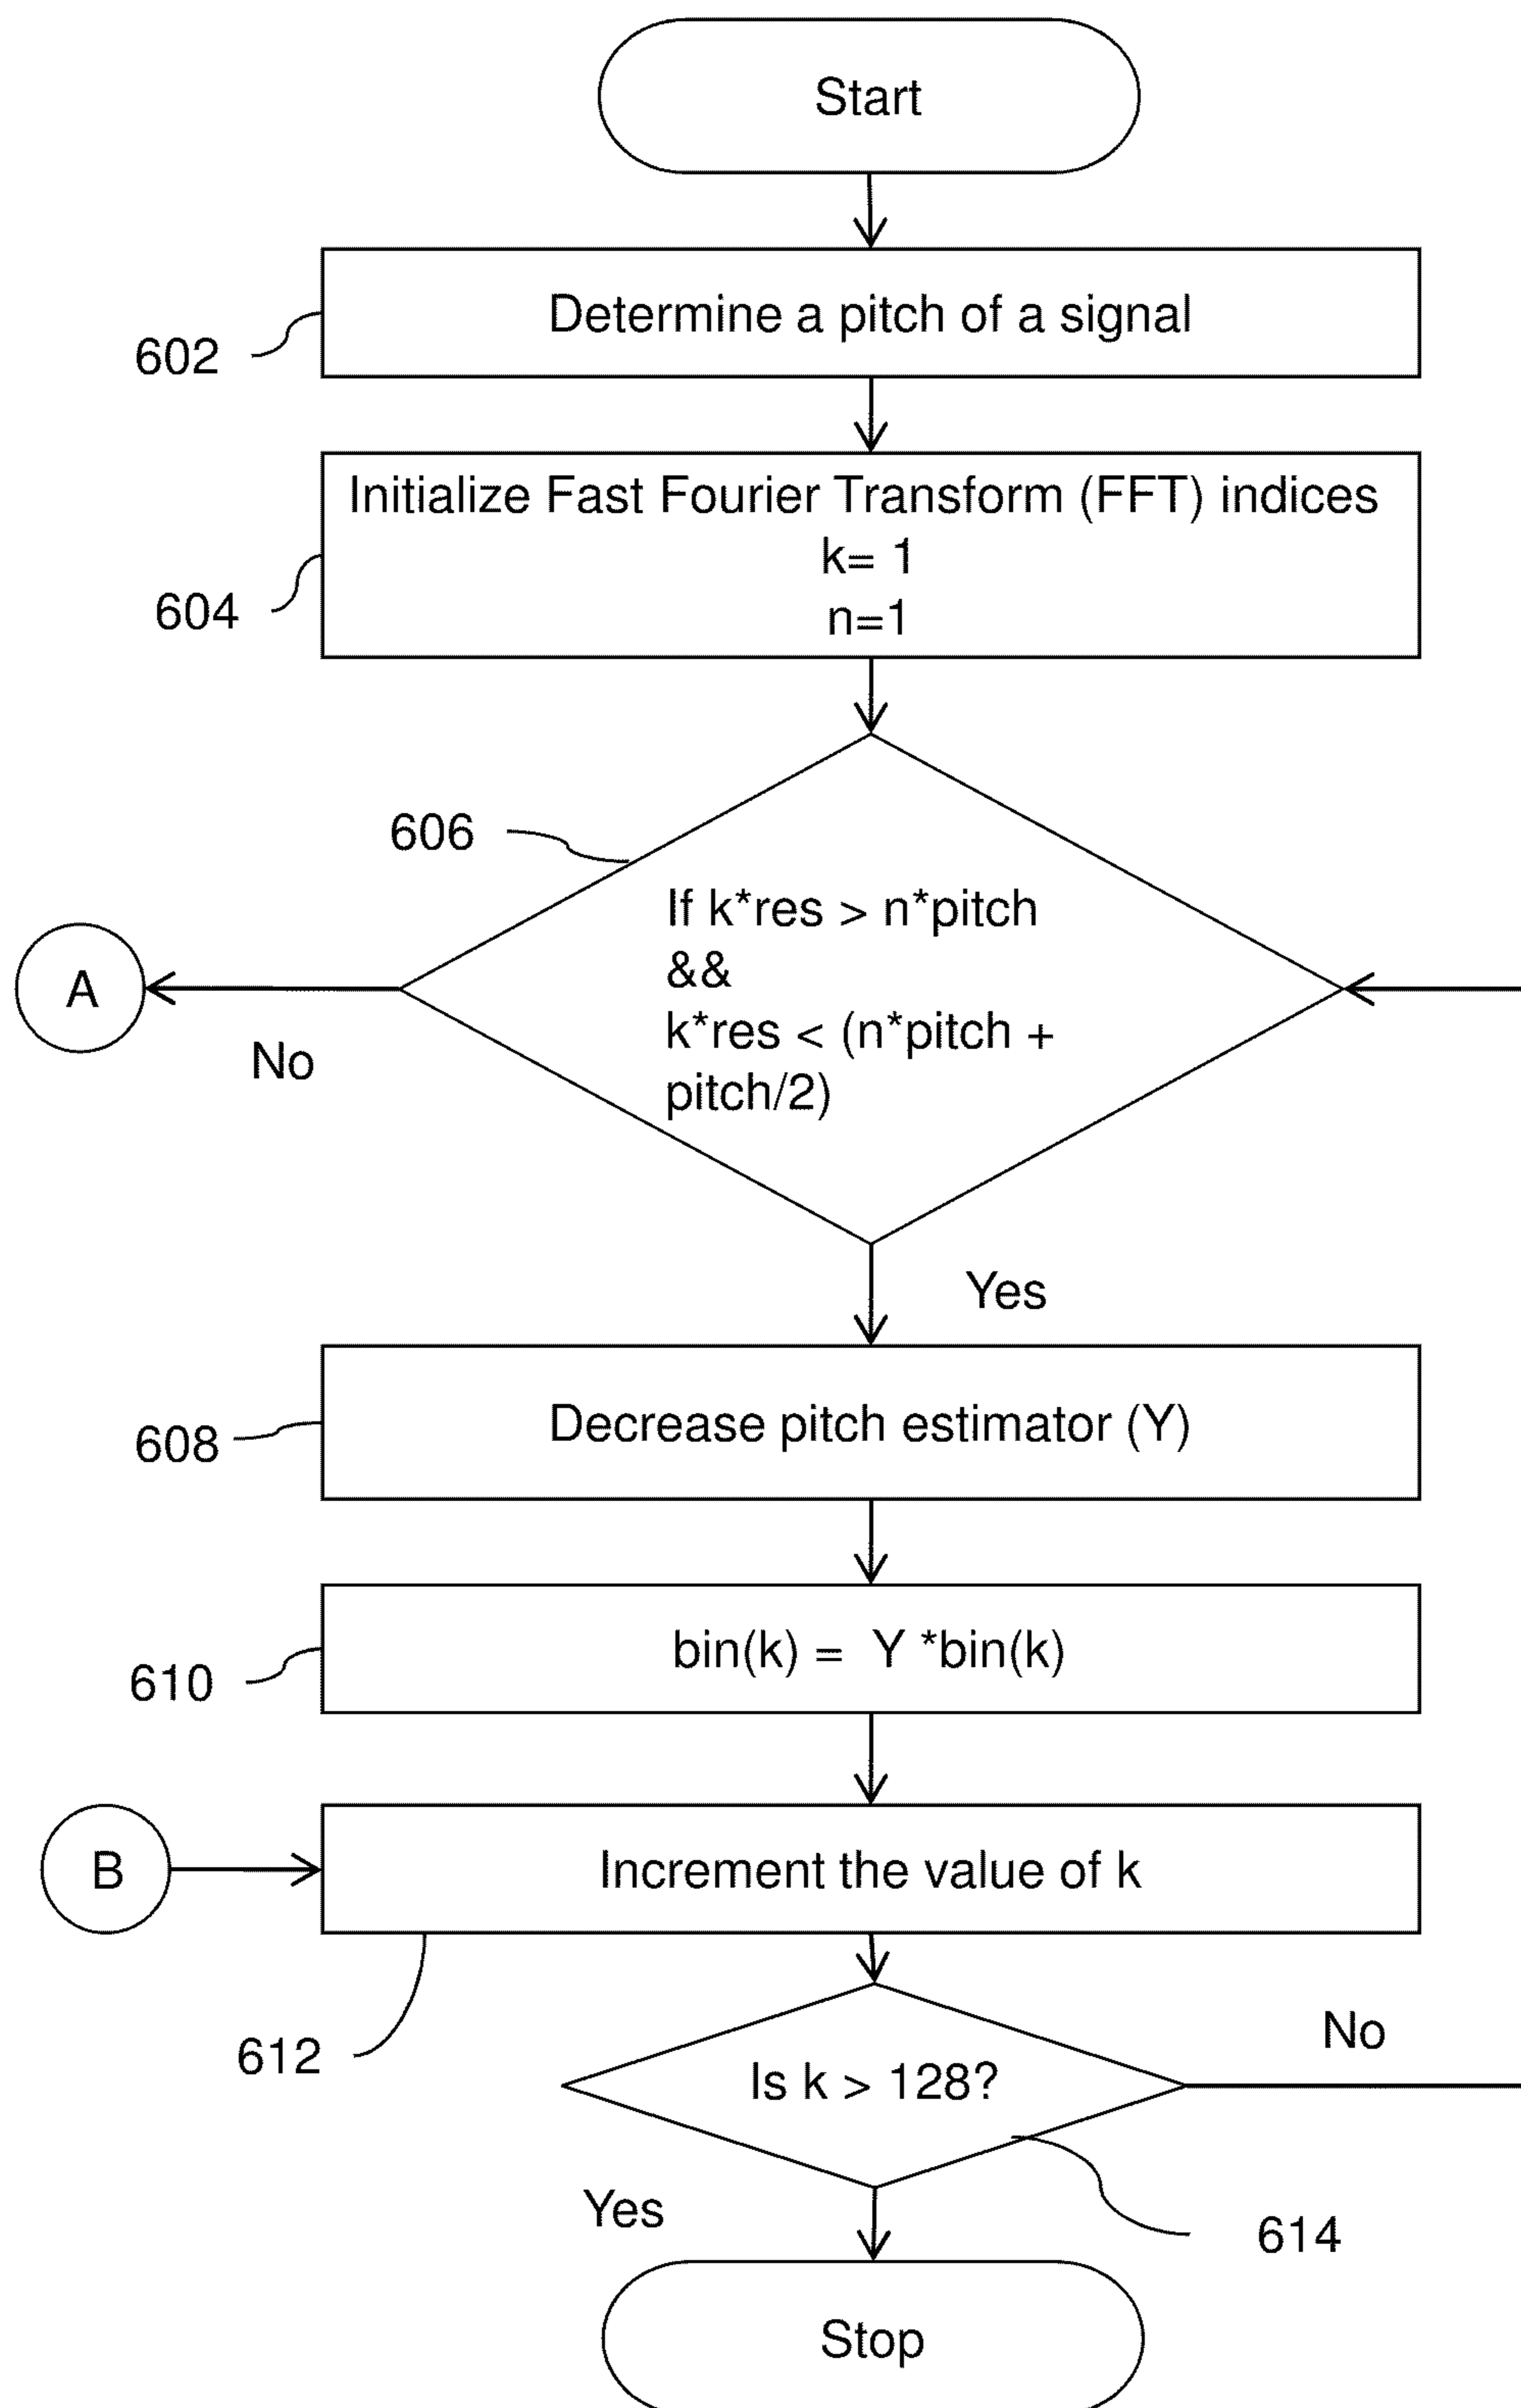 Start
Determine a pitch of a signal
602
Initialize Fast Fourier Transform (FFT) indices
k= 1
n=1
604
606
If k*res > n*pitch
&&
k*res < (n*pitch +
pitch/2)
A
No
Yes
Decrease pitch estimator (Y)
608
bin(k) = Y *bin(k)
610
B
Increment the value of k
612
No
Is k > 128?
Yes
614
Stop